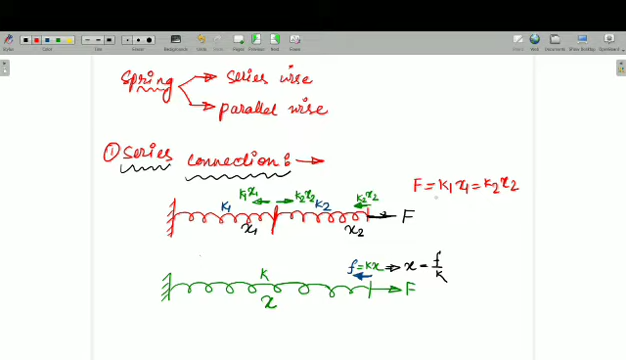 Spring → series wise
→ parallel wise
① Series connection: →
F = K₁x₁ = K₂x₂
K₁x₁ K₂x₂ K₂x₂
K₁ K₂ F
x₁ x₂
f = Kx ⇒ x = f/K
K F
x